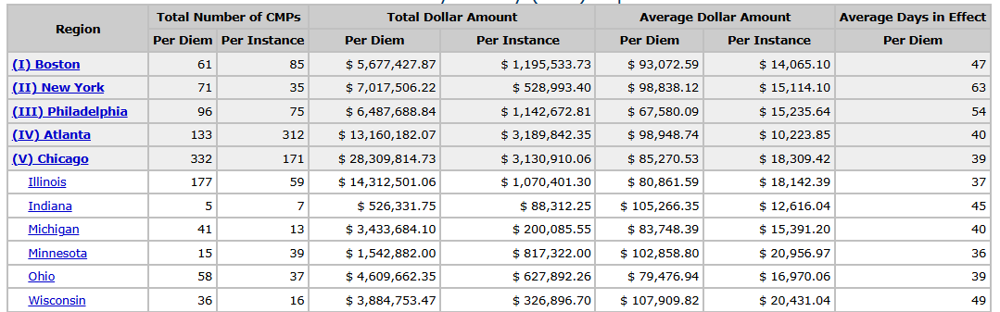 Region Total Number of CMPs Total Dollar Amount Average Dollar Amount Average Days in Effect
Per Diem Per Instance Per Diem Per Instance Per Diem Per Instance Per Diem
(I) Boston 61 85 $ 5,677,427.87 $ 1,195,533.73 $ 93,072.59 $ 14,065.10 47
(II) New York 71 35 $ 7,017,506.22 $ 528,993.40 $ 98,838.12 $ 15,114.10 63
(III) Philadelphia 96 75 $ 6,487,688.84 $ 1,142,672.81 $ 67,580.09 $ 15,235.64 54
(IV) Atlanta 133 312 $ 13,160,182.07 $ 3,189,842.35 $ 98,948.74 $ 10,223.85 40
(V) Chicago 332 171 $ 28,309,814.73 $ 3,130,910.06 $ 85,270.53 $ 18,309.42 39
Illinois 177 59 $ 14,312,501.06 $ 1,070,401.30 $ 80,861.59 $ 18,142.39 37
Indiana 5 7 $ 526,331.75 $ 88,312.25 $ 105,266.35 $ 12,616.04 45
Michigan 41 13 $ 3,433,684.10 $ 200,085.55 $ 83,748.39 $ 15,391.20 40
Minnesota 15 39 $ 1,542,882.00 $ 817,322.00 $ 102,858.80 $ 20,956.97 36
Ohio 58 37 $ 4,609,662.35 $ 627,892.26 $ 79,476.94 $ 16,970.06 39
Wisconsin 36 16 $ 3,884,753.47 $ 326,896.70 $ 107,909.82 $ 20,431.04 49